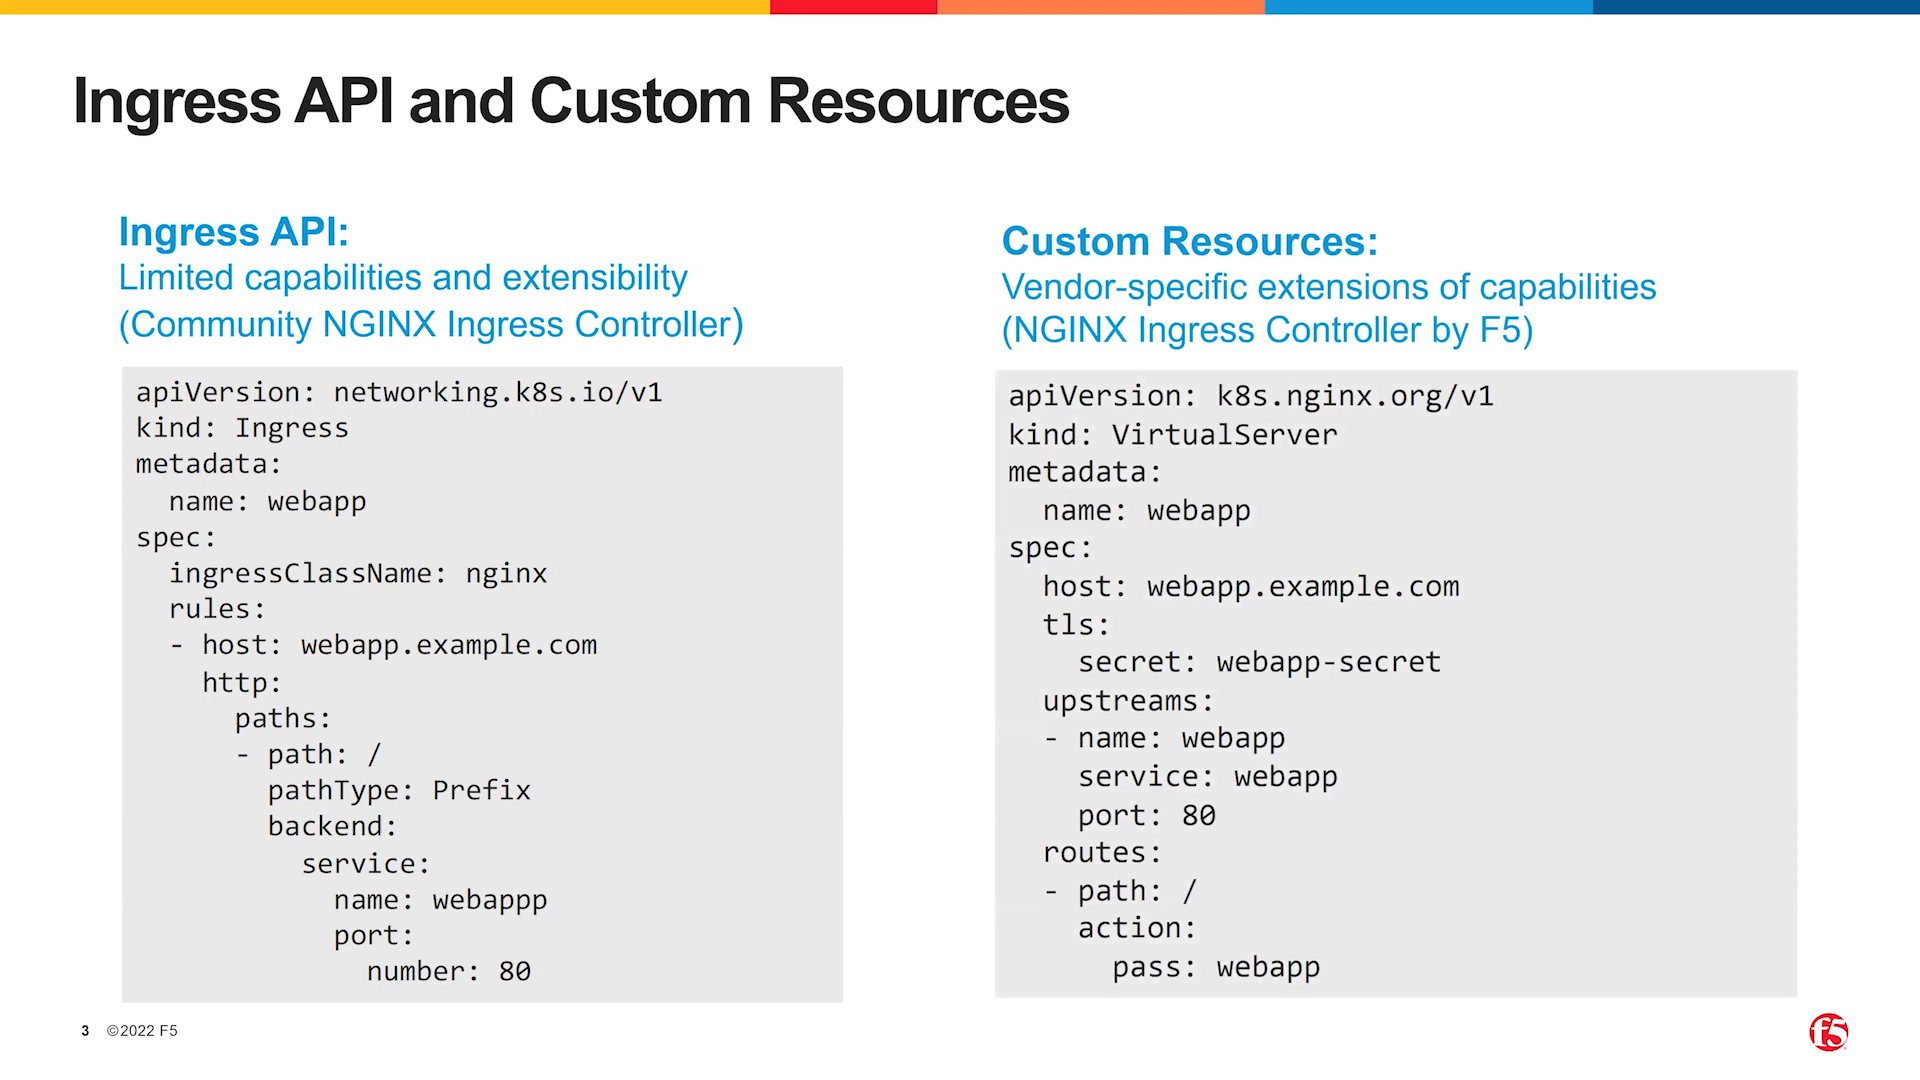 Ingress API and Custom Resources
Ingress API:
Limited capabilities and extensibility
(Community NGINX Ingress Controller)
apiVersion: networking.k8s.io/v1
kind: Ingress
metadata:
  name: webapp
spec:
  ingressClassName: nginx
  rules:
  - host: webapp.example.com
    http:
      paths:
      - path: /
        pathType: Prefix
        backend:
          service:
            name: webappp
            port:
              number: 80
Custom Resources:
Vendor-specific extensions of capabilities
(NGINX Ingress Controller by F5)
apiVersion: k8s.nginx.org/v1
kind: VirtualServer
metadata:
  name: webapp
spec:
  host: webapp.example.com
  tls:
    secret: webapp-secret
  upstreams:
  - name: webapp
    service: webapp
    port: 80
  routes:
  - path: /
    action:
      pass: webapp
3 ©2022 F5
f5